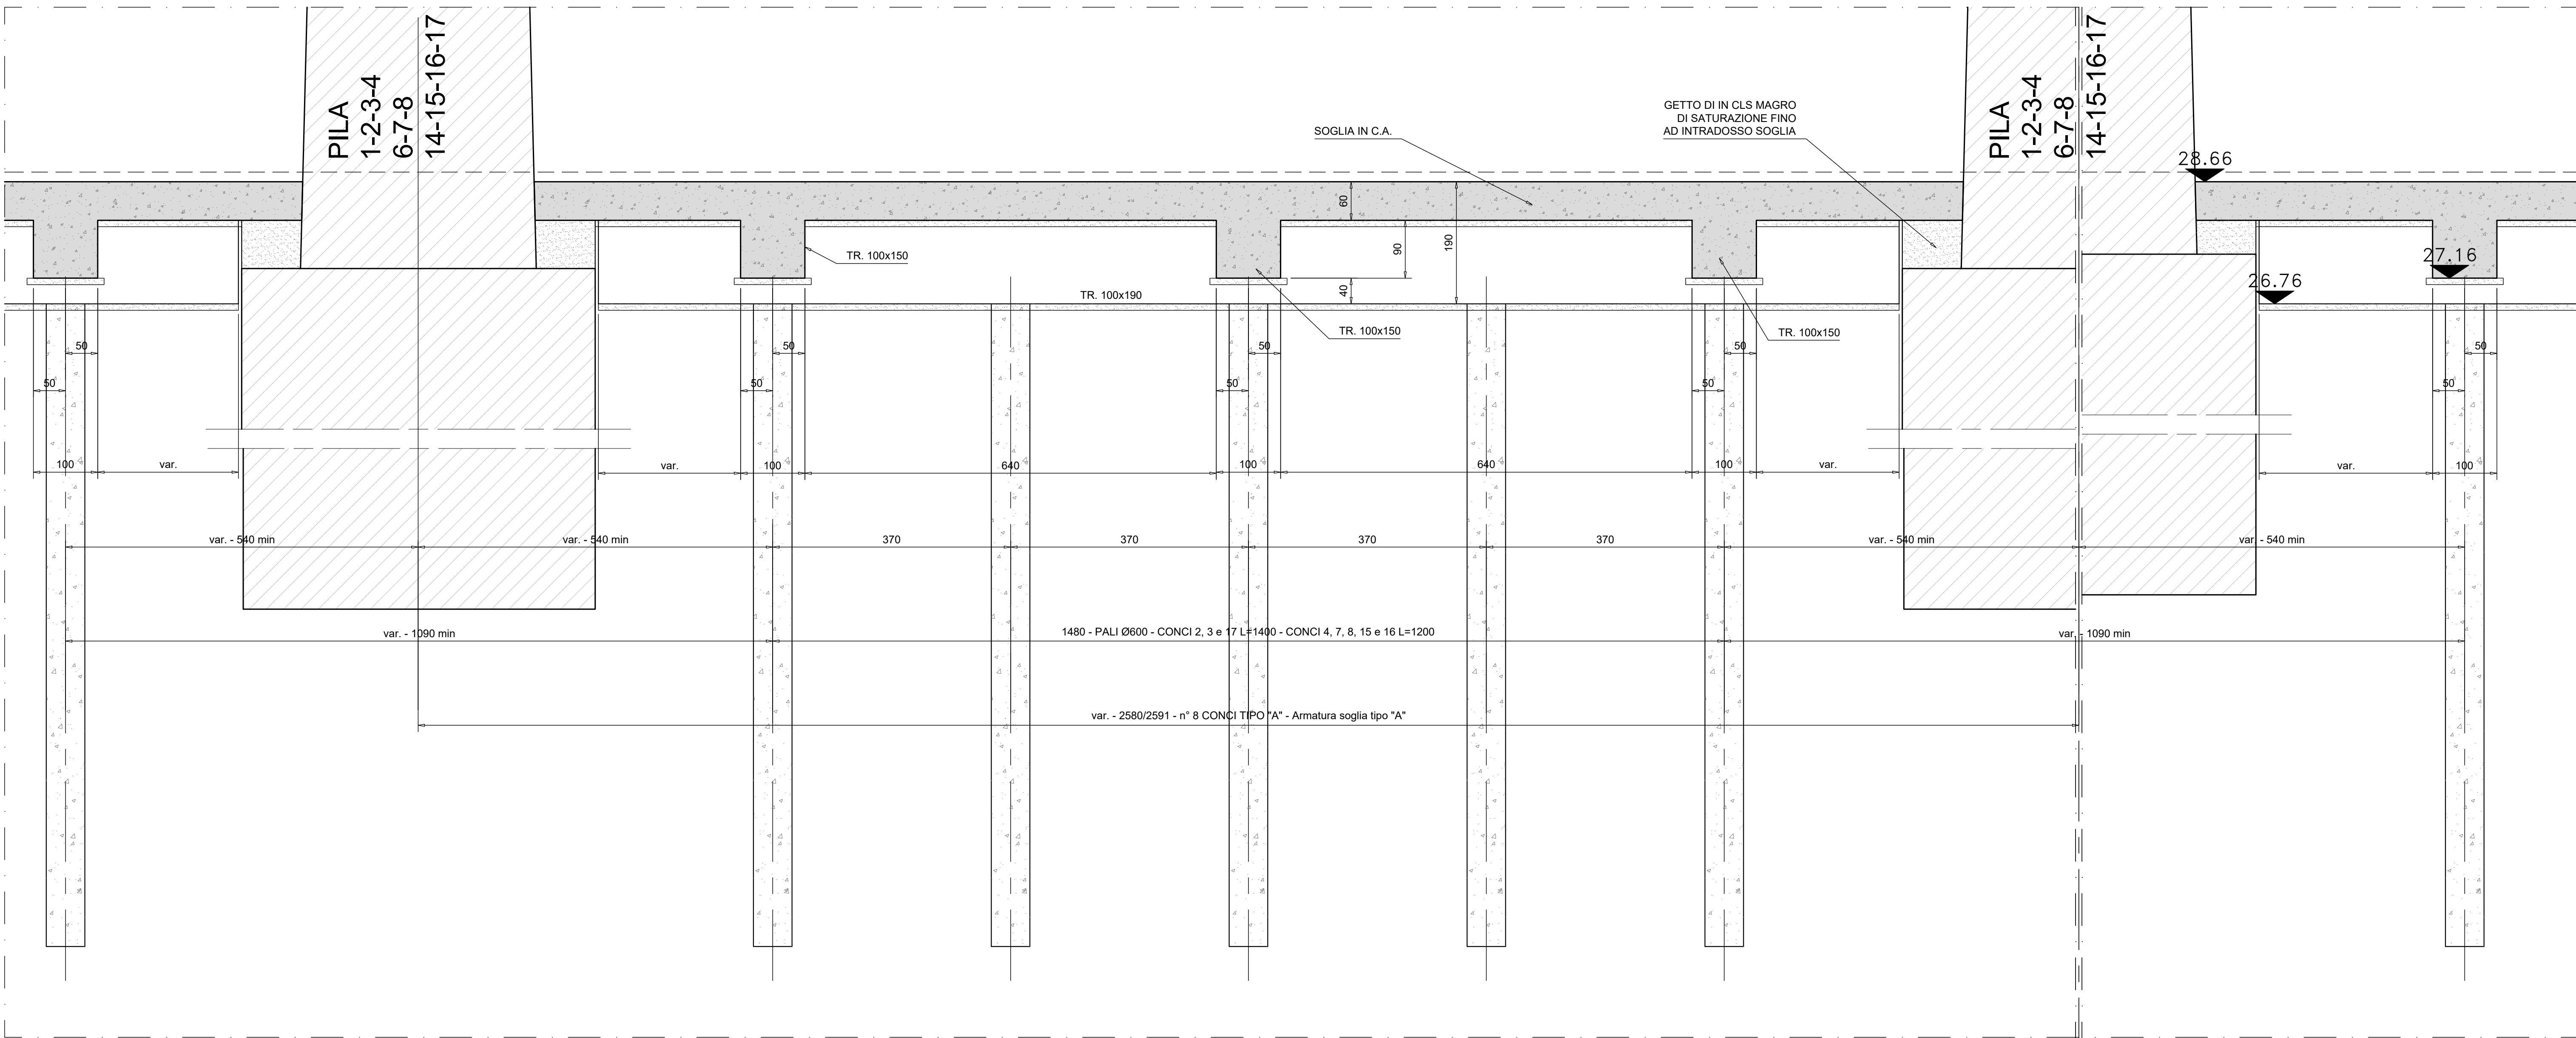 PILA
1-2-3-4
6-7-8
14-15-16-17
PILA
1-2-3-4
6-7-8
14-15-16-17
GETTO DI IN CLS MAGRO
DI SATURAZIONE FINO
AD INTRADOSSO SOGLIA
SOGLIA IN C.A.
28.66
60
190
90
40
TR. 100x150
27.16
26.76
TR. 100x190
TR. 100x150
TR. 100x150
50
50
50
50
50
50
50
50
50
50
100
var.
var.
100
640
100
640
100
var.
var.
100
var. - 540 min
var. - 540 min
370
370
370
370
var. - 540 min
var. - 540 min
var. - 1090 min
1480 - PALI Ø600 - CONCI 2, 3 e 17 L=1400 - CONCI 4, 7, 8, 15 e 16 L=1200
var. - 1090 min
var. - 2580/2591 - n° 8 CONCI TIPO "A" - Armatura soglia tipo "A"